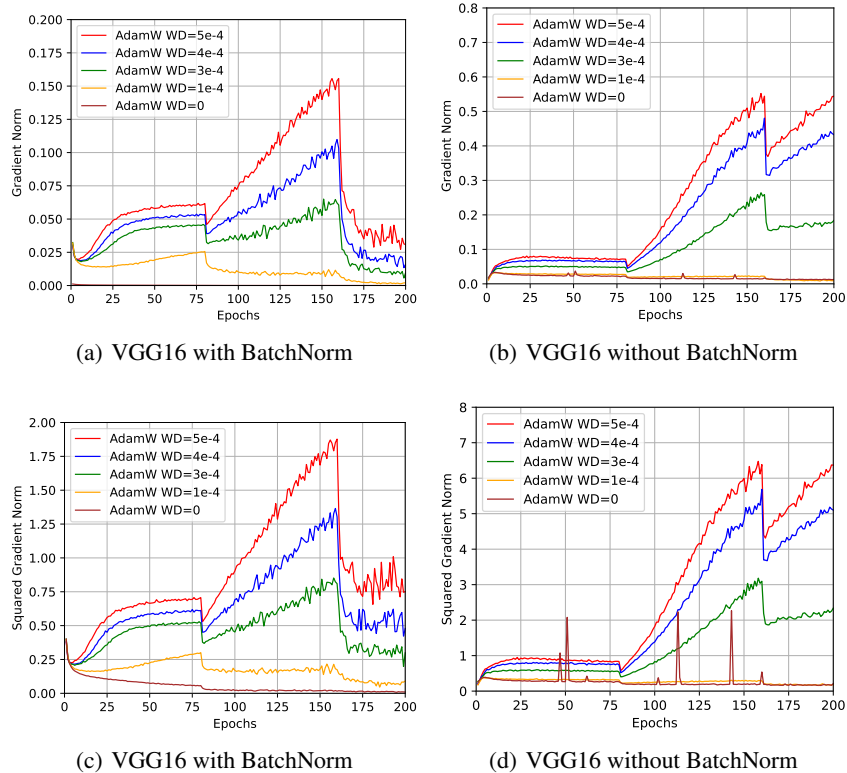 0.200
0.175
0.150
0.125
0.100
0.075
0.050
0.025
0.000
Gradient Norm
AdamW WD=5e-4
AdamW WD=4e-4
AdamW WD=3e-4
AdamW WD=1e-4
AdamW WD=0
0 25 50 75 100 125 150 175 200
Epochs
(a) VGG16 with BatchNorm
0.8
0.7
0.6
0.5
0.4
0.3
0.2
0.1
0.0
Gradient Norm
AdamW WD=5e-4
AdamW WD=4e-4
AdamW WD=3e-4
AdamW WD=1e-4
AdamW WD=0
0 25 50 75 100 125 150 175 200
Epochs
(b) VGG16 without BatchNorm
2.00
1.75
1.50
1.25
1.00
0.75
0.50
0.25
0.00
Squared Gradient Norm
AdamW WD=5e-4
AdamW WD=4e-4
AdamW WD=3e-4
AdamW WD=1e-4
AdamW WD=0
0 25 50 75 100 125 150 175 200
Epochs
(c) VGG16 with BatchNorm
8
7
6
5
4
3
2
1
0
Squared Gradient Norm
AdamW WD=5e-4
AdamW WD=4e-4
AdamW WD=3e-4
AdamW WD=1e-4
AdamW WD=0
0 25 50 75 100 125 150 175 200
Epochs
(d) VGG16 without BatchNorm